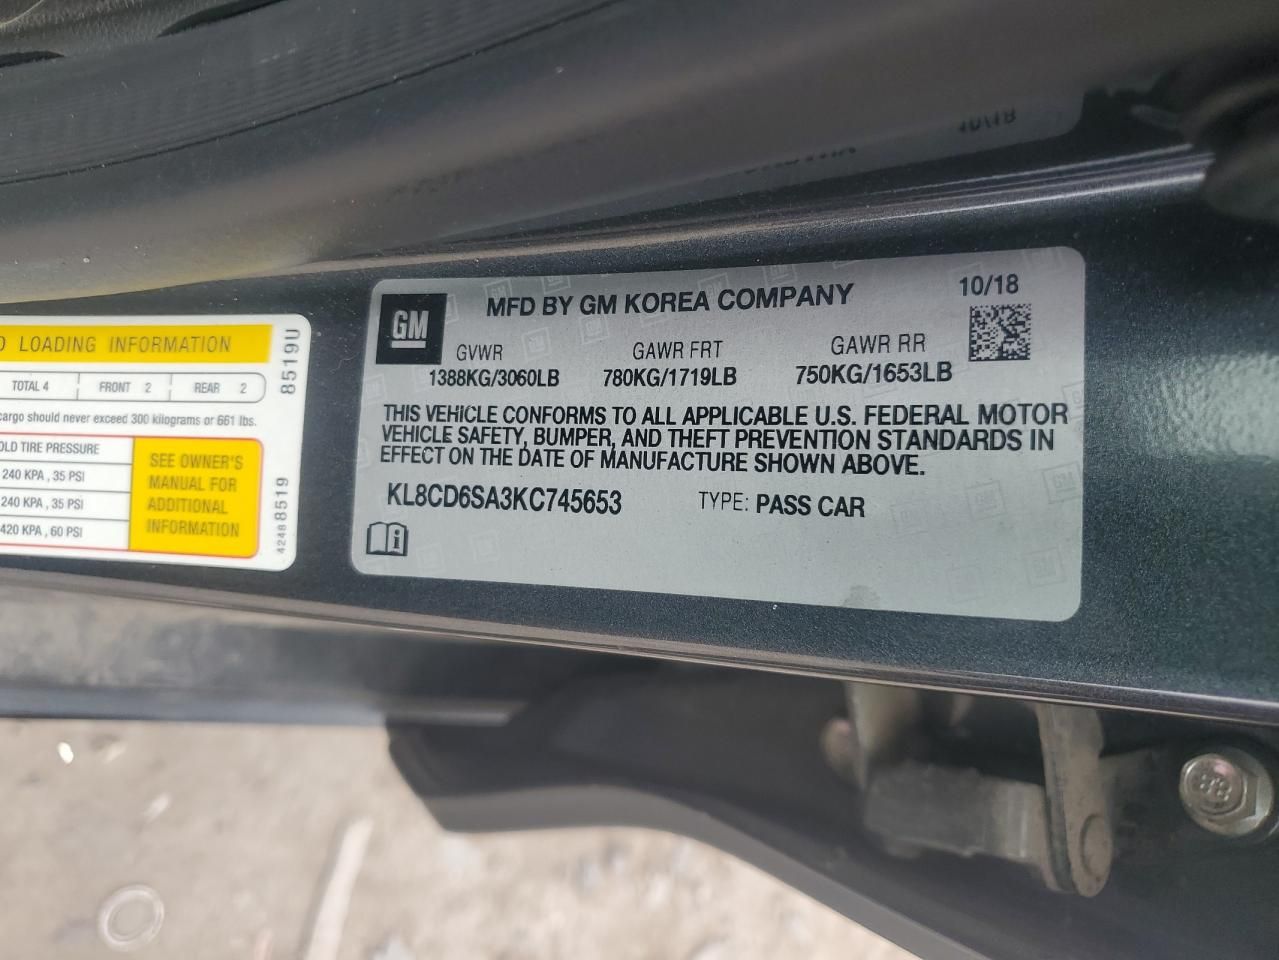 10/18
GM
MFD BY GM KOREA COMPANY
10/18
GVWR GAWR FRT GAWR RR
1388KG/3060LB 780KG/1719LB 750KG/1653LB
THIS VEHICLE CONFORMS TO ALL APPLICABLE U.S. FEDERAL MOTOR
VEHICLE SAFETY, BUMPER, AND THEFT PREVENTION STANDARDS IN
EFFECT ON THE DATE OF MANUFACTURE SHOWN ABOVE.
KL8CD6SA3KC745653 TYPE: PASS CAR
LOADING INFORMATION
TOTAL 4 FRONT 2 REAR 2
cargo should never exceed 300 kilograms or 661 lbs.
OLD TIRE PRESSURE
240 KPA, 35 PSI
240 KPA, 35 PSI
420 KPA, 60 PSI
SEE OWNER'S
MANUAL FOR
ADDITIONAL
INFORMATION
8519U
42488519
88